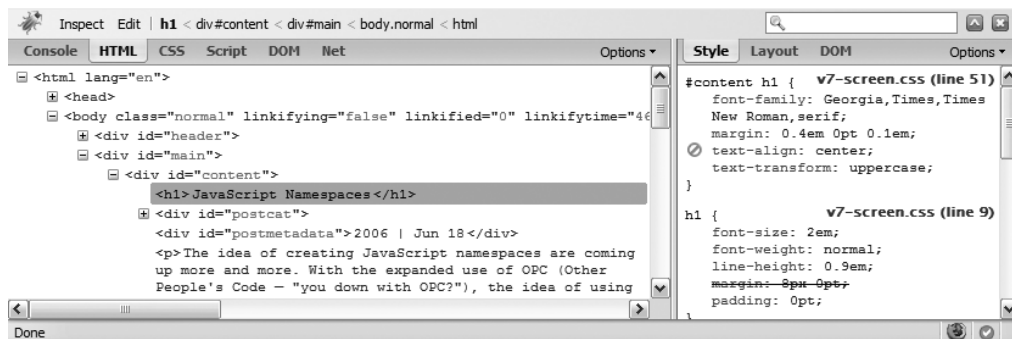 Inspect Edit | h1 < div#content < div#main < body.normal < html
Console HTML CSS Script DOM Net Options
<html lang="en">
<head>
<body class="normal" linkifying="false" linkified="0" linkifytime="46
<div id="header">
<div id="main">
<div id="content">
<h1>JavaScript Namespaces</h1>
<div id="postcat">
<div id="postmetadata">2006 | Jun 18</div>
<p>The idea of creating JavaScript namespaces are coming
up more and more. With the expanded use of OPC (Other
People's Code — "you down with OPC?"), the idea of using
Style Layout DOM Options
#content h1 { v7-screen.css (line 51)
font-family: Georgia,Times,Times
New Roman,serif;
margin: 0.4em 0pt 0.1em;
text-align: center;
text-transform: uppercase;
}
h1 { v7-screen.css (line 9)
font-size: 2em;
font-weight: normal;
line-height: 0.9em;
margin: 8px 0pt;
padding: 0pt;
}
Done